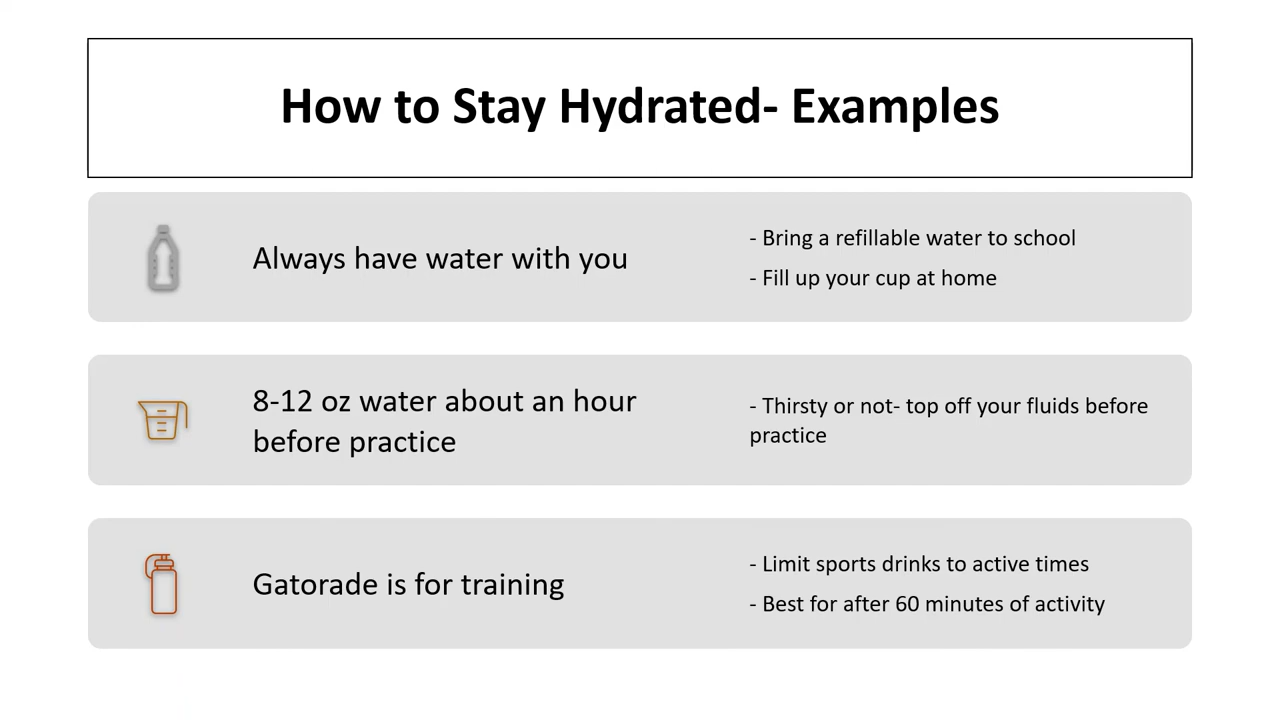 How to Stay Hydrated- Examples
Always have water with you
- Bring a refillable water to school
- Fill up your cup at home
8-12 oz water about an hour
before practice
- Thirsty or not- top off your fluids before
practice
Gatorade is for training
- Limit sports drinks to active times
- Best for after 60 minutes of activity